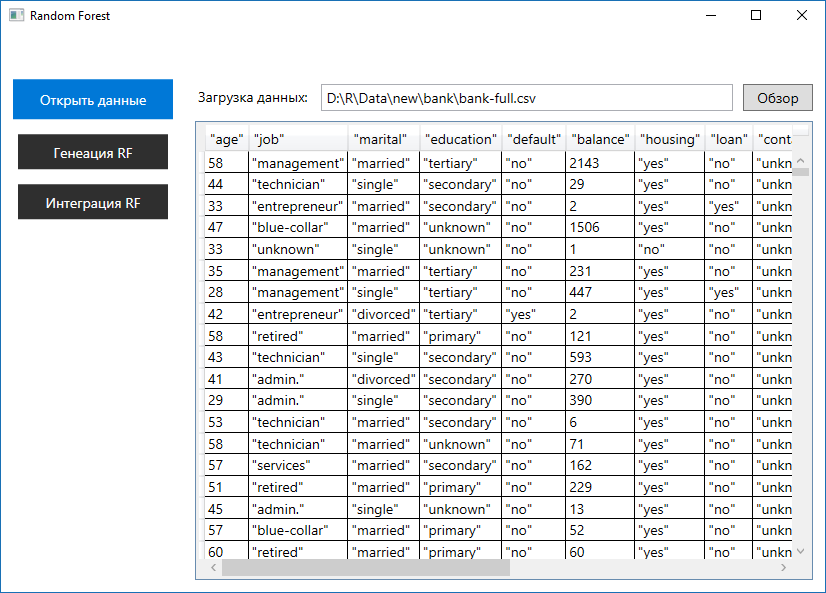 Random Forest
Открыть данные
Генеация RF
Интеграция RF
Загрузка данных: D:\R\Data\new\bank\bank-full.csv Обзор
"age" "job" "marital" "education" "default" "balance" "housing" "loan" "cont
58 "management" "married" "tertiary" "no" 2143 "yes" "no" "unkn
44 "technician" "single" "secondary" "no" 29 "yes" "no" "unkn
33 "entrepreneur" "married" "secondary" "no" 2 "yes" "yes" "unkn
47 "blue-collar" "married" "unknown" "no" 1506 "yes" "no" "unkn
33 "unknown" "single" "unknown" "no" 1 "no" "no" "unkn
35 "management" "married" "tertiary" "no" 231 "yes" "no" "unkn
28 "management" "single" "tertiary" "no" 447 "yes" "yes" "unkn
42 "entrepreneur" "divorced" "tertiary" "yes" 2 "yes" "no" "unkn
58 "retired" "married" "primary" "no" 121 "yes" "no" "unkn
43 "technician" "single" "secondary" "no" 593 "yes" "no" "unkn
41 "admin." "divorced" "secondary" "no" 270 "yes" "no" "unkn
29 "admin." "single" "secondary" "no" 390 "yes" "no" "unkn
53 "technician" "married" "secondary" "no" 6 "yes" "no" "unkn
58 "technician" "married" "unknown" "no" 71 "yes" "no" "unkn
57 "services" "married" "secondary" "no" 162 "yes" "no" "unkn
51 "retired" "married" "primary" "no" 229 "yes" "no" "unkn
45 "admin." "single" "unknown" "no" 13 "yes" "no" "unkn
57 "blue-collar" "married" "primary" "no" 52 "yes" "no" "unkn
60 "retired" "married" "primary" "no" 60 "yes" "no" "unkn